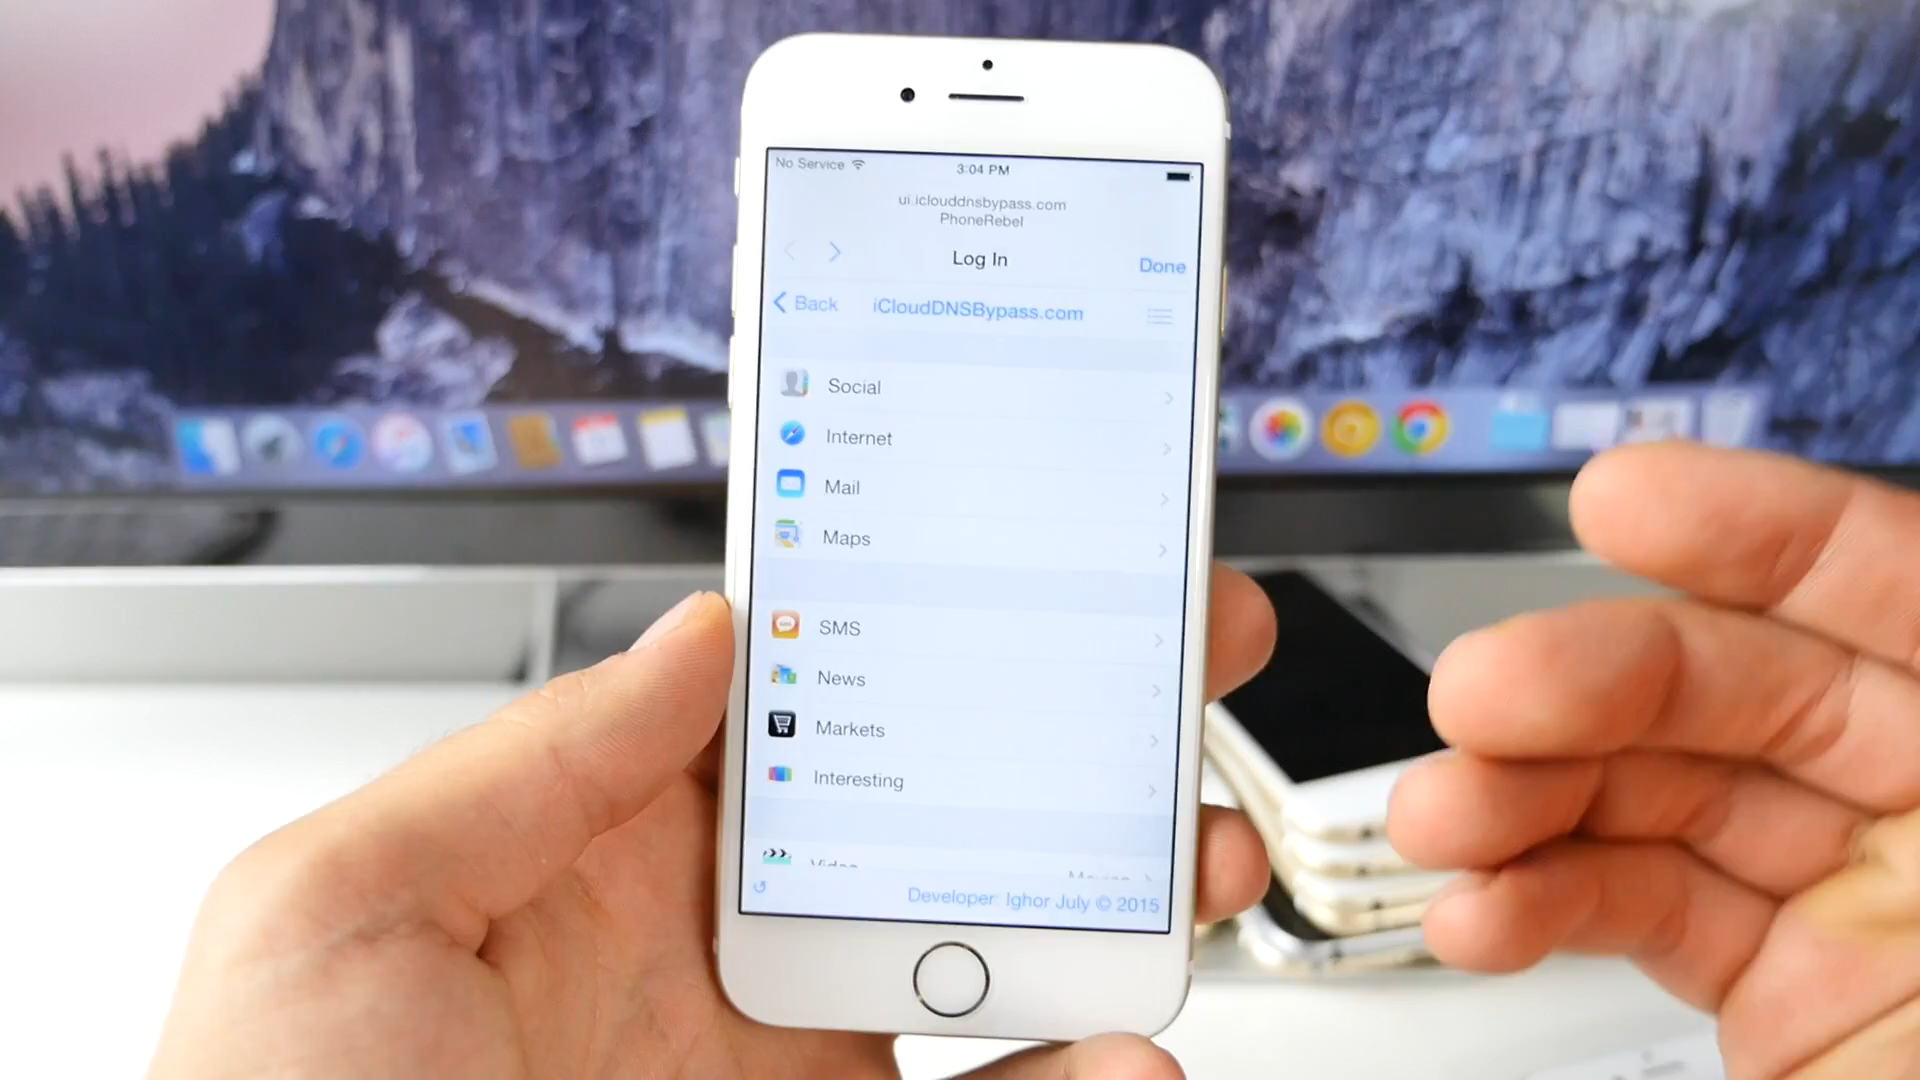 No Service 3:04 PM
ui.iclouddnsbypass.com
PhoneRebel
Log In Done
Back iCloudDNSBypass.com
Social
Internet
Mail
Maps
SMS
News
Markets
Interesting
Video
Developer: Ighor July © 2015